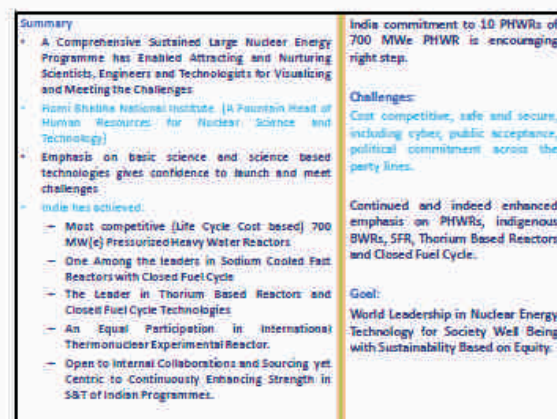 Summary
• A Comprehensive Sustained Large Nuclear Energy
Programme has Enabled Attracting and Nurturing
Scientists, Engineers and Technologists for Visualizing
and Meeting the Challenges
• Homi Bhabha National Institute (A Fountain Head of
Human Resources for Nuclear Science and
Technology)
• Emphasis on basic science and science based
technologies gives confidence to launch and meet
challenges
• India has achieved:
– Most competitive (Life Cycle Cost based) 700
MW(e) Pressurized Heavy Water Reactors
– One Among the leaders in Sodium Cooled Fast
Reactors with Closed Fuel Cycle
– The Leader in Thorium Based Reactors and
Closed Fuel Cycle Technologies
– An Equal Participation in International
Thermonuclear Experimental Reactor.
– Open to Internal Collaborations and Sourcing yet
Centric to Continuously Enhancing Strength in
S&T of Indian Programmes.
India commitment to 10 PHWRs of
700 MWe PHWR is encouraging
right step.
Challenges:
Cost competitive, safe and secure,
including cyber, public acceptance,
political commitment across the
party lines.
Continued and indeed enhanced
emphasis on PHWRs, indigenous
BWRs, SFR, Thorium Based Reactors
and Closed Fuel Cycle.
Goal:
World Leadership in Nuclear Energy
Technology for Society Well Being
with Sustainability Based on Equity.